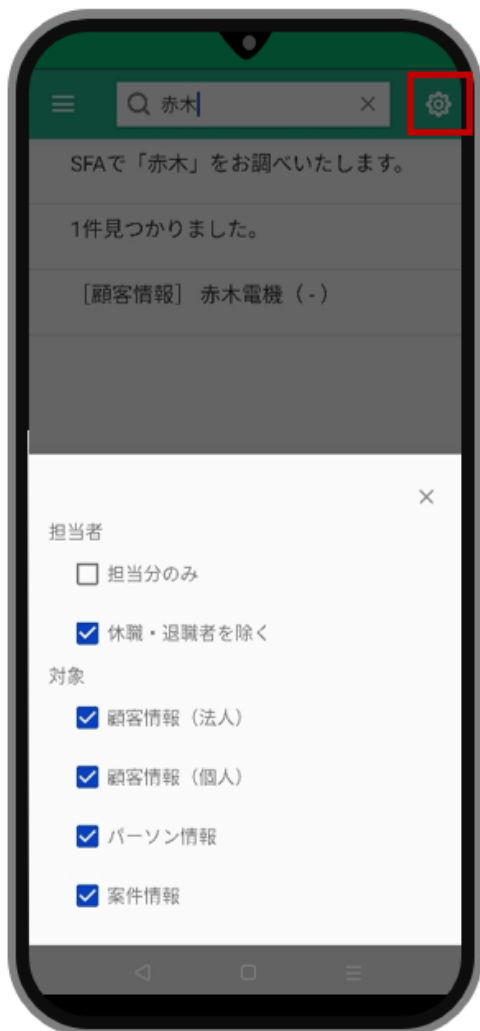 赤木
SFAで「赤木」をお調べいたします。
1件見つかりました。
［顧客情報］ 赤木電機（-）
担当者
担当分のみ
休職・退職者を除く
対象
顧客情報（法人）
顧客情報（個人）
パーソン情報
案件情報